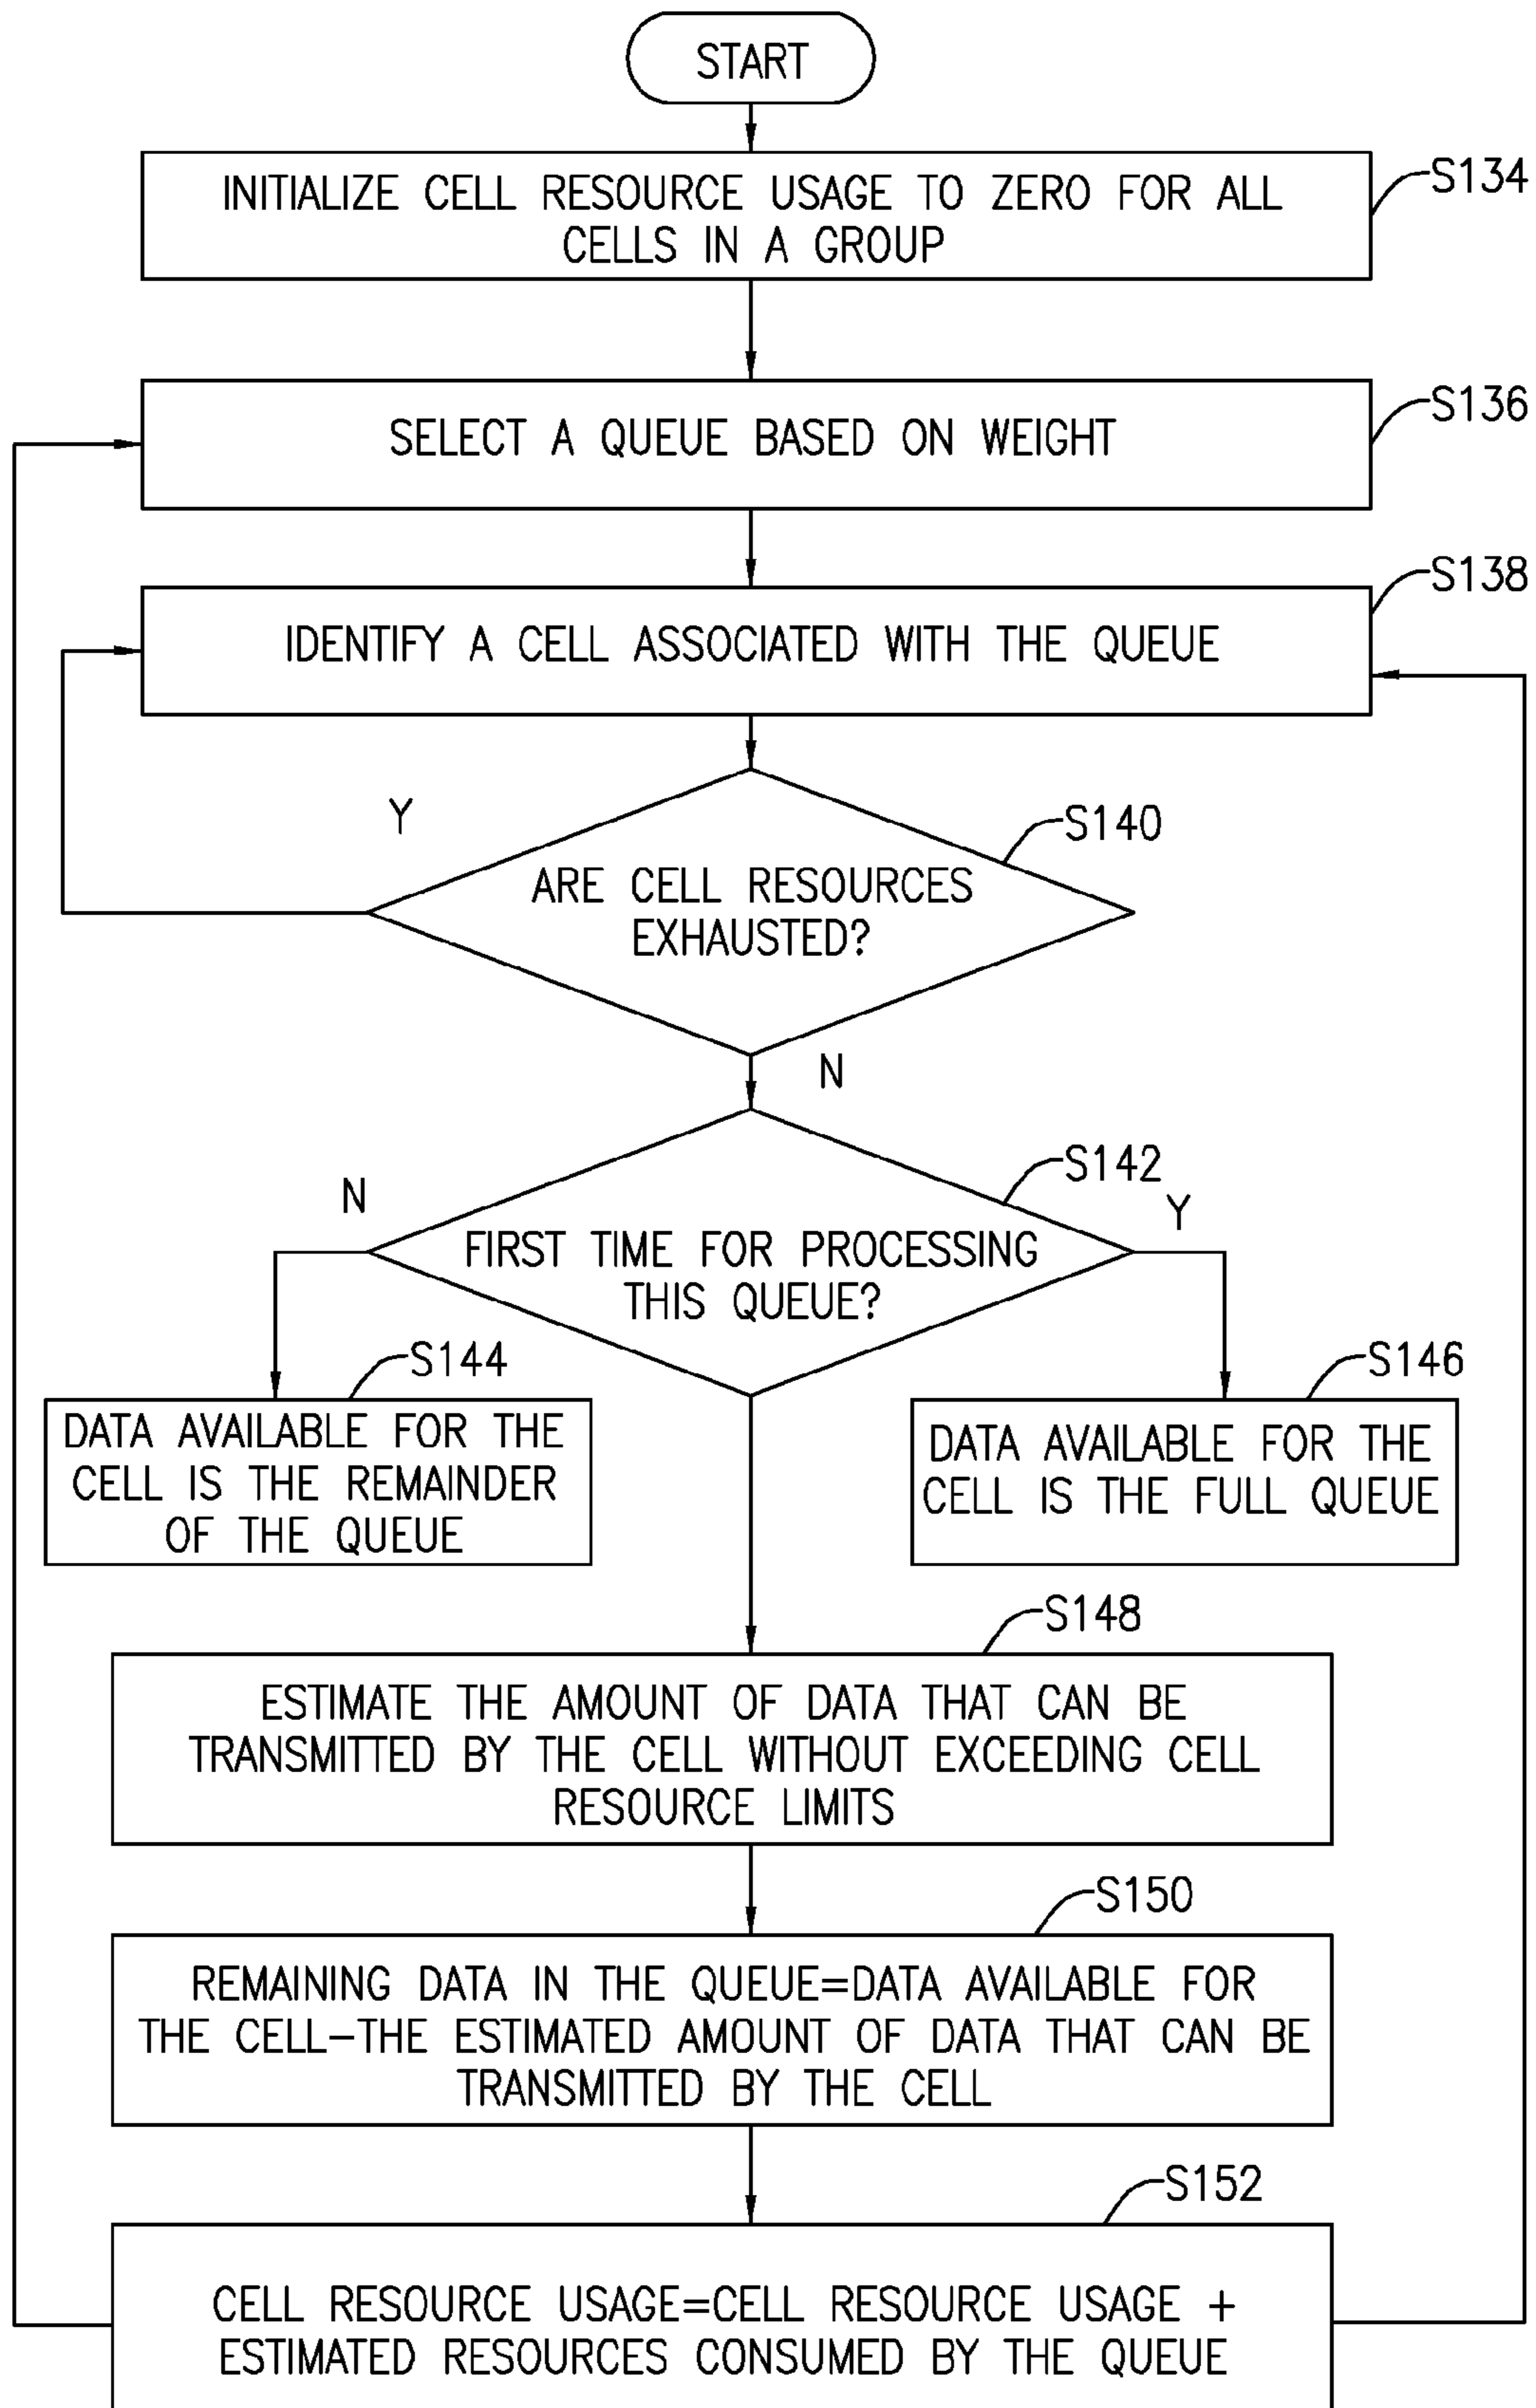 START
INITIALIZE CELL RESOURCE USAGE TO ZERO FOR ALL
CELLS IN A GROUP
S134
SELECT A QUEUE BASED ON WEIGHT
S136
IDENTIFY A CELL ASSOCIATED WITH THE QUEUE
S138
Y
S140
ARE CELL RESOURCES
EXHAUSTED?
N
S142
N
Y
FIRST TIME FOR PROCESSING
THIS QUEUE?
S144
S146
DATA AVAILABLE FOR THE
CELL IS THE REMAINDER
OF THE QUEUE
DATA AVAILABLE FOR THE
CELL IS THE FULL QUEUE
S148
ESTIMATE THE AMOUNT OF DATA THAT CAN BE
TRANSMITTED BY THE CELL WITHOUT EXCEEDING CELL
RESOURCE LIMITS
S150
REMAINING DATA IN THE QUEUE=DATA AVAILABLE FOR
THE CELL-THE ESTIMATED AMOUNT OF DATA THAT CAN BE
TRANSMITTED BY THE CELL
S152
CELL RESOURCE USAGE=CELL RESOURCE USAGE +
ESTIMATED RESOURCES CONSUMED BY THE QUEUE